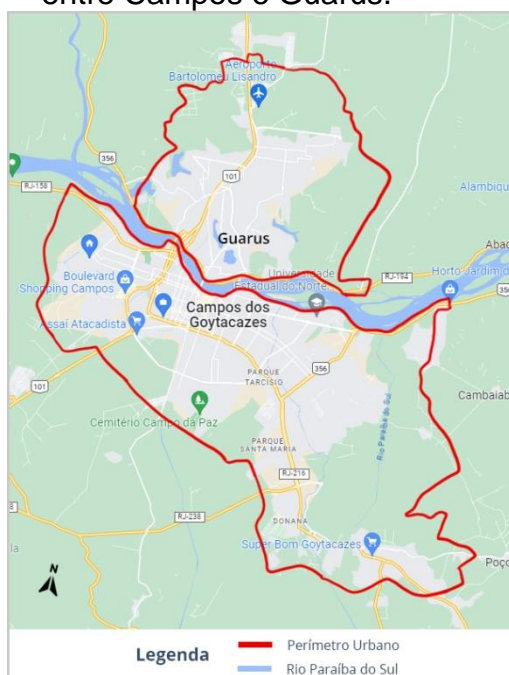 entre Campos e Guarus.
Aeroporto
Bartolomeu Lisandro
356
101
RJ-158
Alambiqu
Guarus
Abac
RJ-194
Universidade
Estadual do Norte
Horto Jardim d
Boulevard
Shopping Campos
356
Campos dos
Goytacazes
Assaí Atacadista
356
PARQUE
TARCÍSIO
101
Cambaíab
Cemitério Campo da Paz
Rio Paraíba do Sul
PARQUE
SANTA MARIA
RJ-216
RJ-238
DONANA
Super Bom Goytacazes
Poço
la
N
Legenda
Perímetro Urbano
Rio Paraíba do Sul